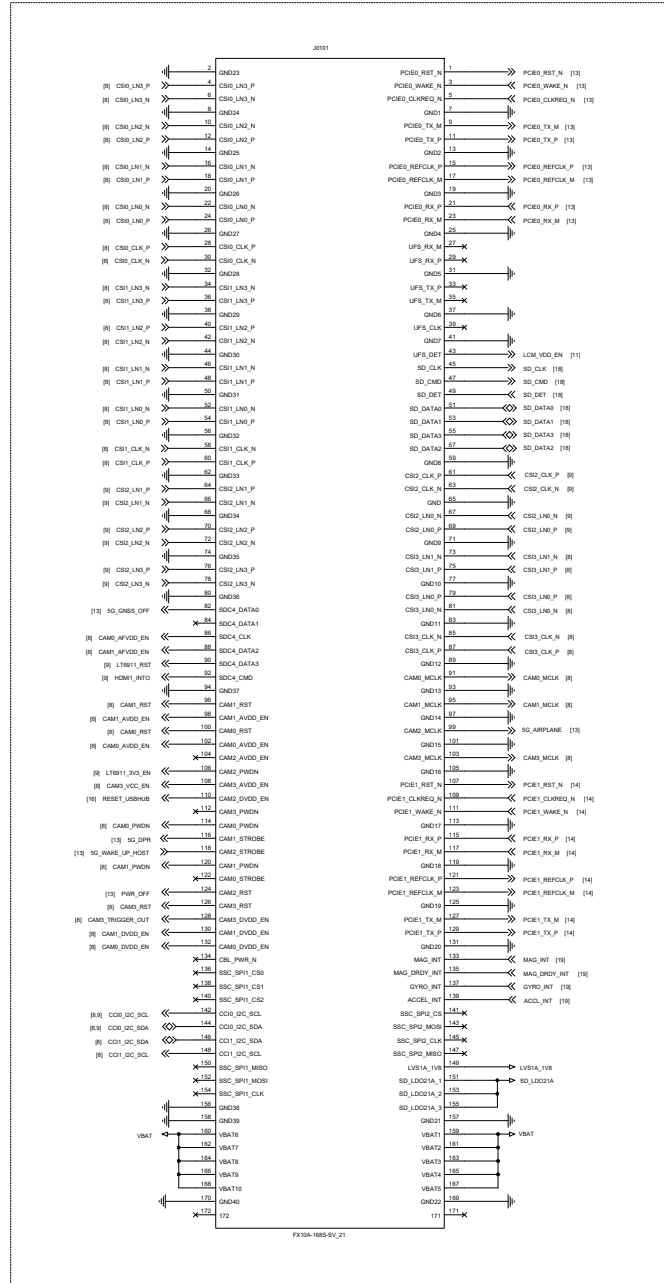 J0101
2 GND23 PCIE0_RST_N 1 PCIE0_RST_N [13]
[8] CSI0_LN3_P 4 CSI0_LN3_P PCIE0_WAKE_N 3 PCIE0_WAKE_N [13]
[8] CSI0_LN3_N 6 CSI0_LN3_N PCIE0_CLKREQ_N 5 PCIE0_CLKREQ_N [13]
8 GND24 GND1 7
[8] CSI0_LN2_N 10 CSI0_LN2_N PCIE0_TX_M 9 PCIE0_TX_M [13]
[8] CSI0_LN2_P 12 CSI0_LN2_P PCIE0_TX_P 11 PCIE0_TX_P [13]
14 GND25 GND2 13
[8] CSI0_LN1_N 16 CSI0_LN1_N PCIE0_REFCLK_P 15 PCIE0_REFCLK_P [13]
[8] CSI0_LN1_P 18 CSI0_LN1_P PCIE0_REFCLK_M 17 PCIE0_REFCLK_M [13]
20 GND26 GND3 19
[8] CSI0_LN0_N 22 CSI0_LN0_N PCIE0_RX_P 21 PCIE0_RX_P [13]
[8] CSI0_LN0_P 24 CSI0_LN0_P PCIE0_RX_M 23 PCIE0_RX_M [13]
26 GND27 GND4 25
[8] CSI0_CLK_P 28 CSI0_CLK_P UFS_RX_M 27
[8] CSI0_CLK_N 30 CSI0_CLK_N UFS_RX_P 29
32 GND28 GND5 31
[8] CSI1_LN3_N 34 CSI1_LN3_N UFS_TX_P 33
[8] CSI1_LN3_P 36 CSI1_LN3_P UFS_TX_M 35
38 GND29 GND6 37
[8] CSI1_LN2_P 40 CSI1_LN2_P UFS_CLK 39
[8] CSI1_LN2_N 42 CSI1_LN2_N GND7 41
44 GND30 UFS_DET 43 LCM_VDD_EN [11]
[8] CSI1_LN1_N 46 CSI1_LN1_N SD_CLK 45 SD_CLK [18]
[8] CSI1_LN1_P 48 CSI1_LN1_P SD_CMD 47 SD_CMD [18]
50 GND31 SD_DET 49 SD_DET [18]
[8] CSI1_LN0_N 52 CSI1_LN0_N SD_DATA0 51 SD_DATA0 [18]
[8] CSI1_LN0_P 54 CSI1_LN0_P SD_DATA1 53 SD_DATA1 [18]
56 GND32 SD_DATA3 55 SD_DATA3 [18]
[8] CSI1_CLK_N 58 CSI1_CLK_N SD_DATA2 57 SD_DATA2 [18]
[8] CSI1_CLK_P 60 CSI1_CLK_P GND8 59
62 GND33 CSI2_CLK_P 61 CSI2_CLK_P [9]
[9] CSI2_LN1_P 64 CSI2_LN1_P CSI2_CLK_N 63 CSI2_CLK_N [9]
[9] CSI2_LN1_N 66 CSI2_LN1_N GND 65
68 GND34 CSI2_LN0_N 67 CSI2_LN0_N [9]
[9] CSI2_LN2_P 70 CSI2_LN2_P CSI2_LN0_P 69 CSI2_LN0_P [9]
[9] CSI2_LN2_N 72 CSI2_LN2_N GND9 71
74 GND35 CSI3_LN1_N 73 CSI3_LN1_N [8]
[9] CSI2_LN3_P 76 CSI2_LN3_P CSI3_LN1_P 75 CSI3_LN1_P [8]
[9] CSI2_LN3_N 78 CSI2_LN3_N GND10 77
80 GND36 CSI3_LN0_P 79 CSI3_LN0_P [8]
[13] 5G_GNSS_OFF 82 SDC4_DATA0 CSI3_LN0_N 81 CSI3_LN0_N [8]
84 SDC4_DATA1 GND11 83
[8] CAM0_AFVDD_EN 86 SDC4_CLK CSI3_CLK_N 85 CSI3_CLK_N [8]
[8] CAM1_AFVDD_EN 88 SDC4_DATA2 CSI3_CLK_P 87 CSI3_CLK_P [8]
[9] LT6911_RST 90 SDC4_DATA3 GND12 89
[9] HDMI1_INTO 92 SDC4_CMD CAM0_MCLK 91 CAM0_MCLK [8]
94 GND37 GND13 93
[8] CAM1_RST 96 CAM1_RST CAM1_MCLK 95 CAM1_MCLK [8]
[8] CAM1_AVDD_EN 98 CAM1_AVDD_EN GND14 97
[8] CAM0_RST 100 CAM0_RST CAM2_MCLK 99 5G_AIRPLANE [13]
[8] CAM0_AVDD_EN 102 CAM0_AVDD_EN GND15 101
104 CAM2_AVDD_EN CAM3_MCLK 103 CAM3_MCLK [8]
[9] LT6911_3V3_EN 106 CAM2_PWDN GND16 105
[8] CAM3_VCC_EN 108 CAM3_AVDD_EN PCIE1_RST_N 107 PCIE1_RST_N [14]
[16] RESET_USBHUB 110 CAM2_DVDD_EN PCIE1_CLKREQ_N 109 PCIE1_CLKREQ_N [14]
112 CAM3_PWDN PCIE1_WAKE_N 111 PCIE1_WAKE_N [14]
[8] CAM0_PWDN 114 CAM0_PWDN GND17 113
[13] 5G_DPR 116 CAM1_STROBE PCIE1_RX_P 115 PCIE1_RX_P [14]
[13] 5G_WAKE_UP_HOST 118 CAM2_STROBE PCIE1_RX_M 117 PCIE1_RX_M [14]
[8] CAM1_PWDN 120 CAM1_PWDN GND18 119
122 CAM0_STROBE PCIE1_REFCLK_P 121 PCIE1_REFCLK_P [14]
[13] PWR_OFF 124 CAM2_RST PCIE1_REFCLK_M 123 PCIE1_REFCLK_M [14]
[8] CAM3_RST 126 CAM3_RST GND19 125
[8] CAM3_TRIGGER_OUT 128 CAM3_DVDD_EN PCIE1_TX_M 127 PCIE1_TX_M [14]
[8] CAM1_DVDD_EN 130 CAM1_DVDD_EN PCIE1_TX_P 129 PCIE1_TX_P [14]
[8] CAM0_DVDD_EN 132 CAM0_DVDD_EN GND20 131
134 CBL_PWR_N MAG_INT 133 MAG_INT [19]
136 SSC_SPI1_CS0 MAG_DRDY_INT 135 MAG_DRDY_INT [19]
138 SSC_SPI1_CS1 GYRO_INT 137 GYRO_INT [19]
140 SSC_SPI1_CS2 ACCEL_INT 139 ACCL_INT [19]
[8,9] CCI0_I2C_SCL 142 CCI0_I2C_SCL SSC_SPI2_CS 141
[8,9] CCI0_I2C_SDA 144 CCI0_I2C_SDA SSC_SPI2_MOSI 143
[8] CCI1_I2C_SDA 146 CCI1_I2C_SDA SSC_SPI2_CLK 145
[8] CCI1_I2C_SCL 148 CCI1_I2C_SCL SSC_SPI2_MISO 147
150 SSC_SPI1_MISO LVS1A_1V8 149 LVS1A_1V8
152 SSC_SPI1_MOSI SD_LDO21A_1 151 SD_LDO21A
154 SSC_SPI1_CLK SD_LDO21A_2 153
156 GND38 SD_LDO21A_3 155
158 GND39 GND21 157
VBAT 160 VBAT6 VBAT1 159 VBAT
162 VBAT7 VBAT2 161
164 VBAT8 VBAT3 163
166 VBAT9 VBAT4 165
168 VBAT10 VBAT5 167
170 GND40 GND22 169
172 172 171 171
FX10A-168S-SV_21